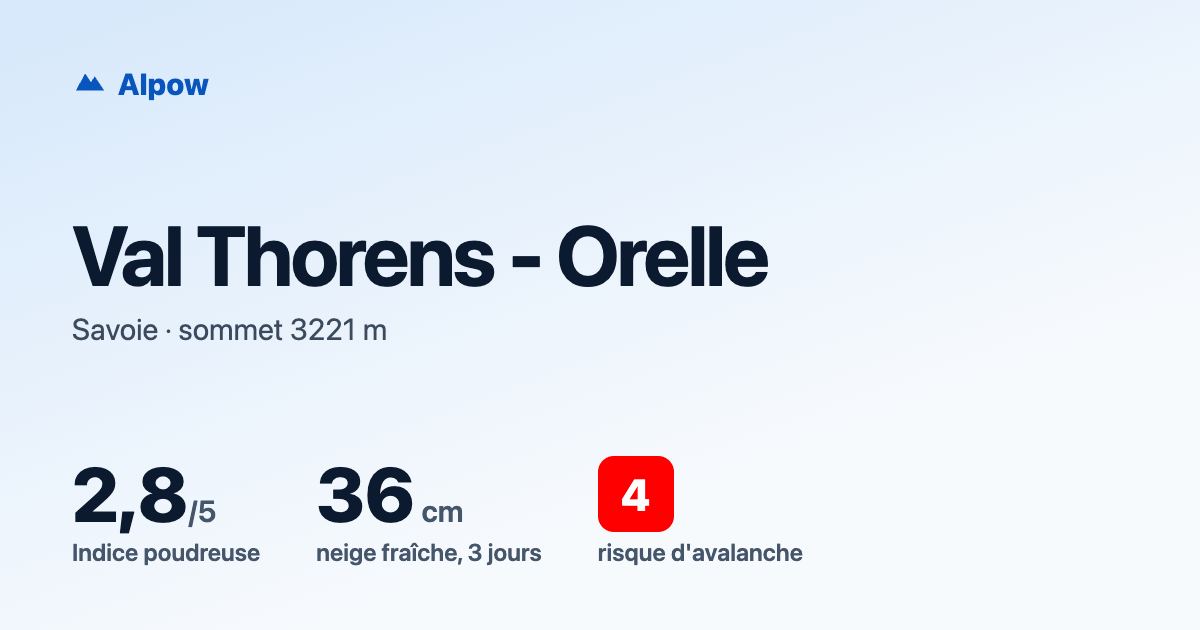 Alpow
Val Thorens - Orelle
Savoie · sommet 3221 m
2,8/5
Indice poudreuse
36 cm
neige fraîche, 3 jours
4
risque d'avalanche